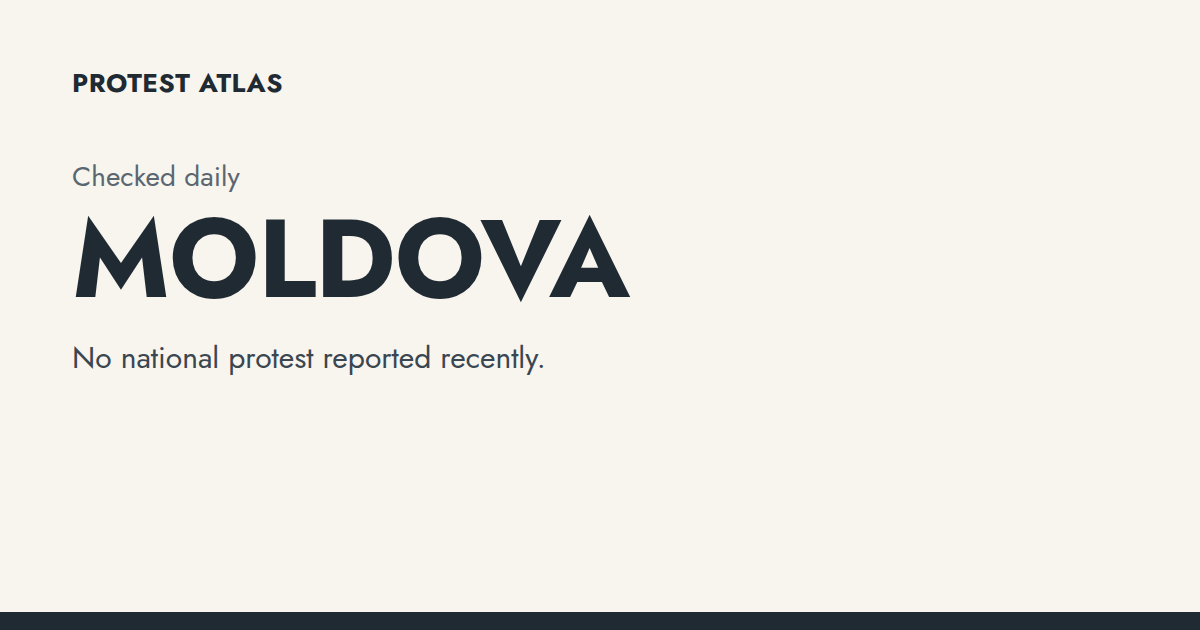 PROTEST ATLAS
Checked daily
MOLDOVA
No national protest reported recently.